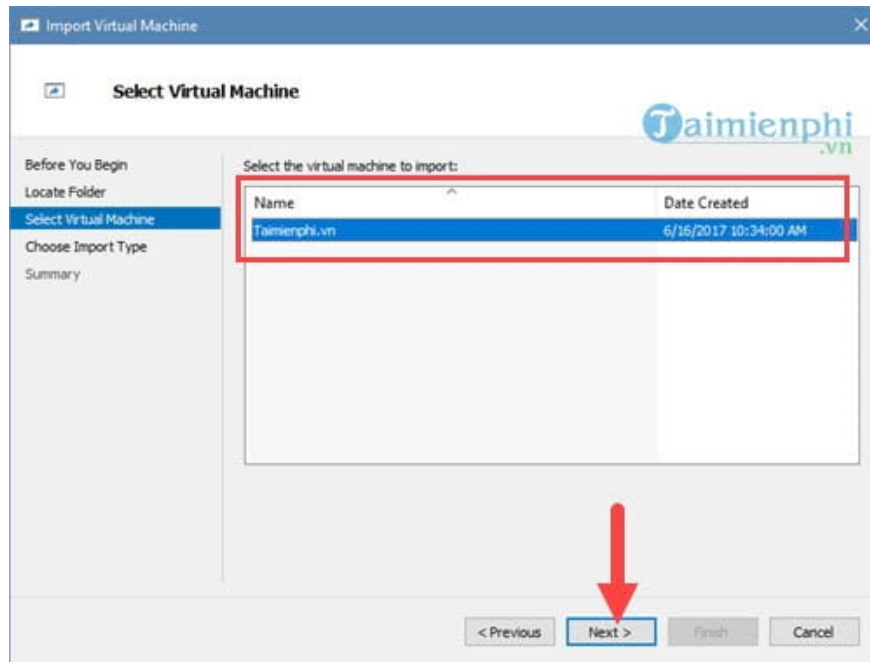 Import Virtual Machine
Select Virtual Machine
Taimienphi
.vn
Before You Begin
Locate Folder
Select Virtual Machine
Choose Import Type
Summary
Select the virtual machine to import:
Name Date Created
Taimienphi.vn 6/16/2017 10:34:00 AM
< Previous Next > Finish Cancel